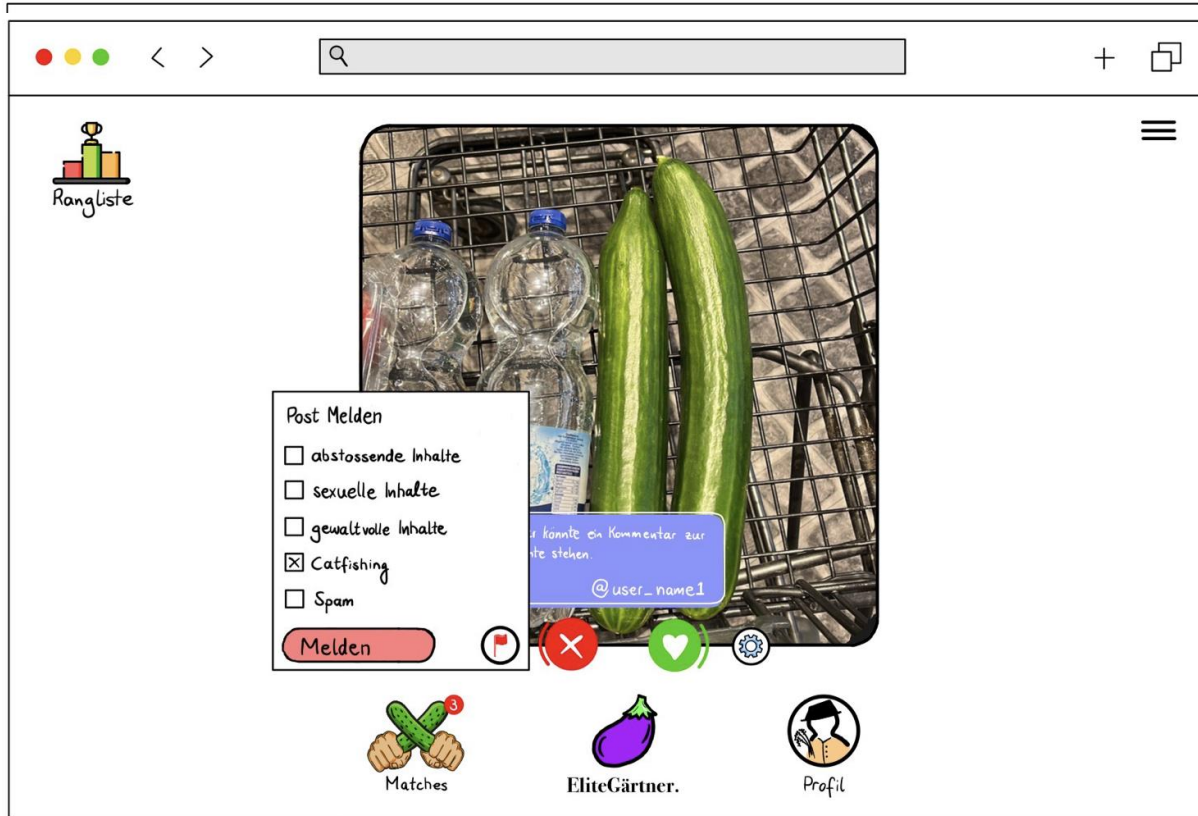 Rangliste
Post Melden
abstossende Inhalte
sexuelle Inhalte
gewaltvolle Inhalte
Catfishing
Spam
Melden
könnte ein Kommentar zur
stehen.
@user_name1
3
Matches
EliteGärtner.
Profil